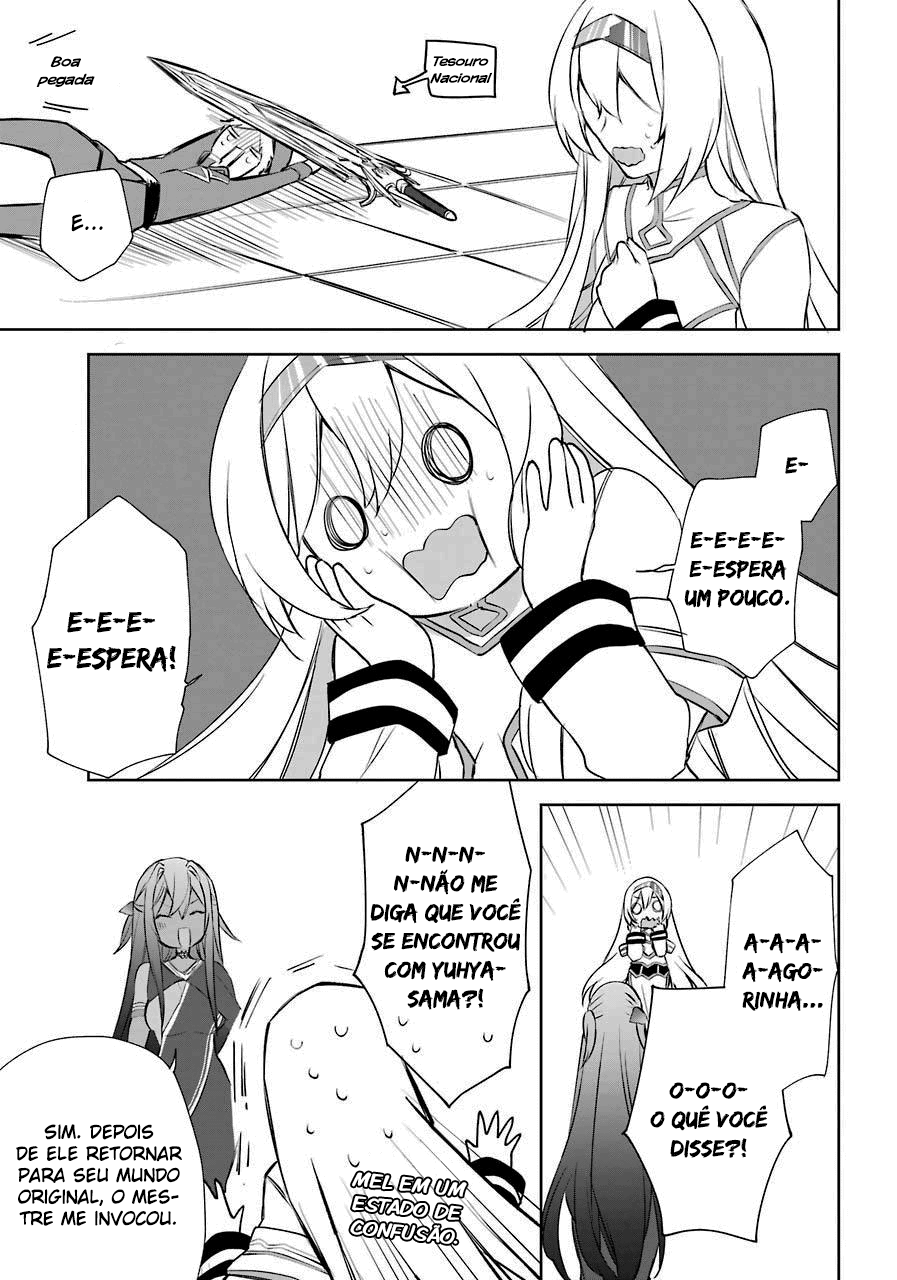 Tesouro
Nacional
Boa
pegada
E...
E-
E-E-E-E-
E-ESPERA
UM POUCO.
E-E-E-
E-ESPERA!
A-A-A-
A-AGO-
RINHA...
O-O-O-
O QUÊ VOCÊ
DISSE?!
N-N-N-
N-NÃO ME
DIGA QUE VOCÊ
SE ENCONTROU
COM YUHYA-
SAMA?!
MEL EM UM
ESTADO DE
CONFUSÃO.
SIM. DEPOIS
DE ELE RETORNAR
PARA SEU MUNDO
ORIGINAL, O MES-
TRE ME INVOCOU.